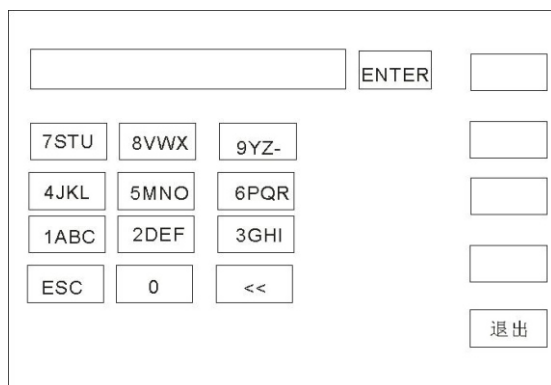 ENTER
7STU 8VWX 9YZ-
4JKL 5MNO 6PQR
1ABC 2DEF 3GHI
ESC 0 <<
退出